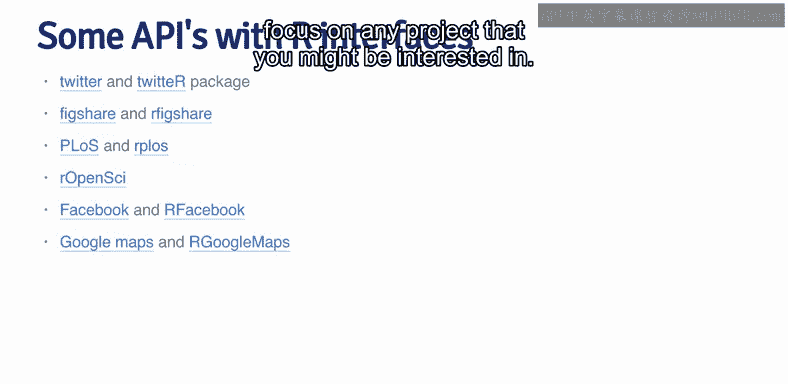 Some API's with R interfaces
focus on any project that
you might be interested in.
twitter and twitteR package
figshare and rfigshare
PLoS and rplos
rOpenSci
Facebook and RFacebook
Google maps and RGoogleMaps